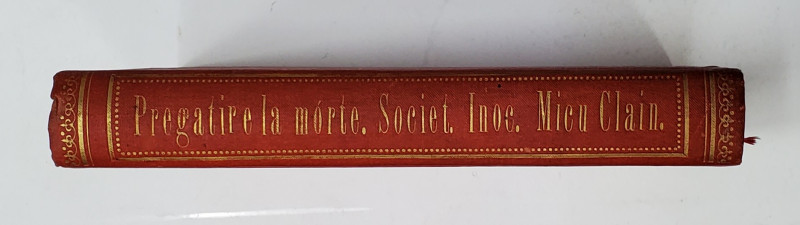 Pregatire la mórte. Societ. Inoc. Micu Clain.